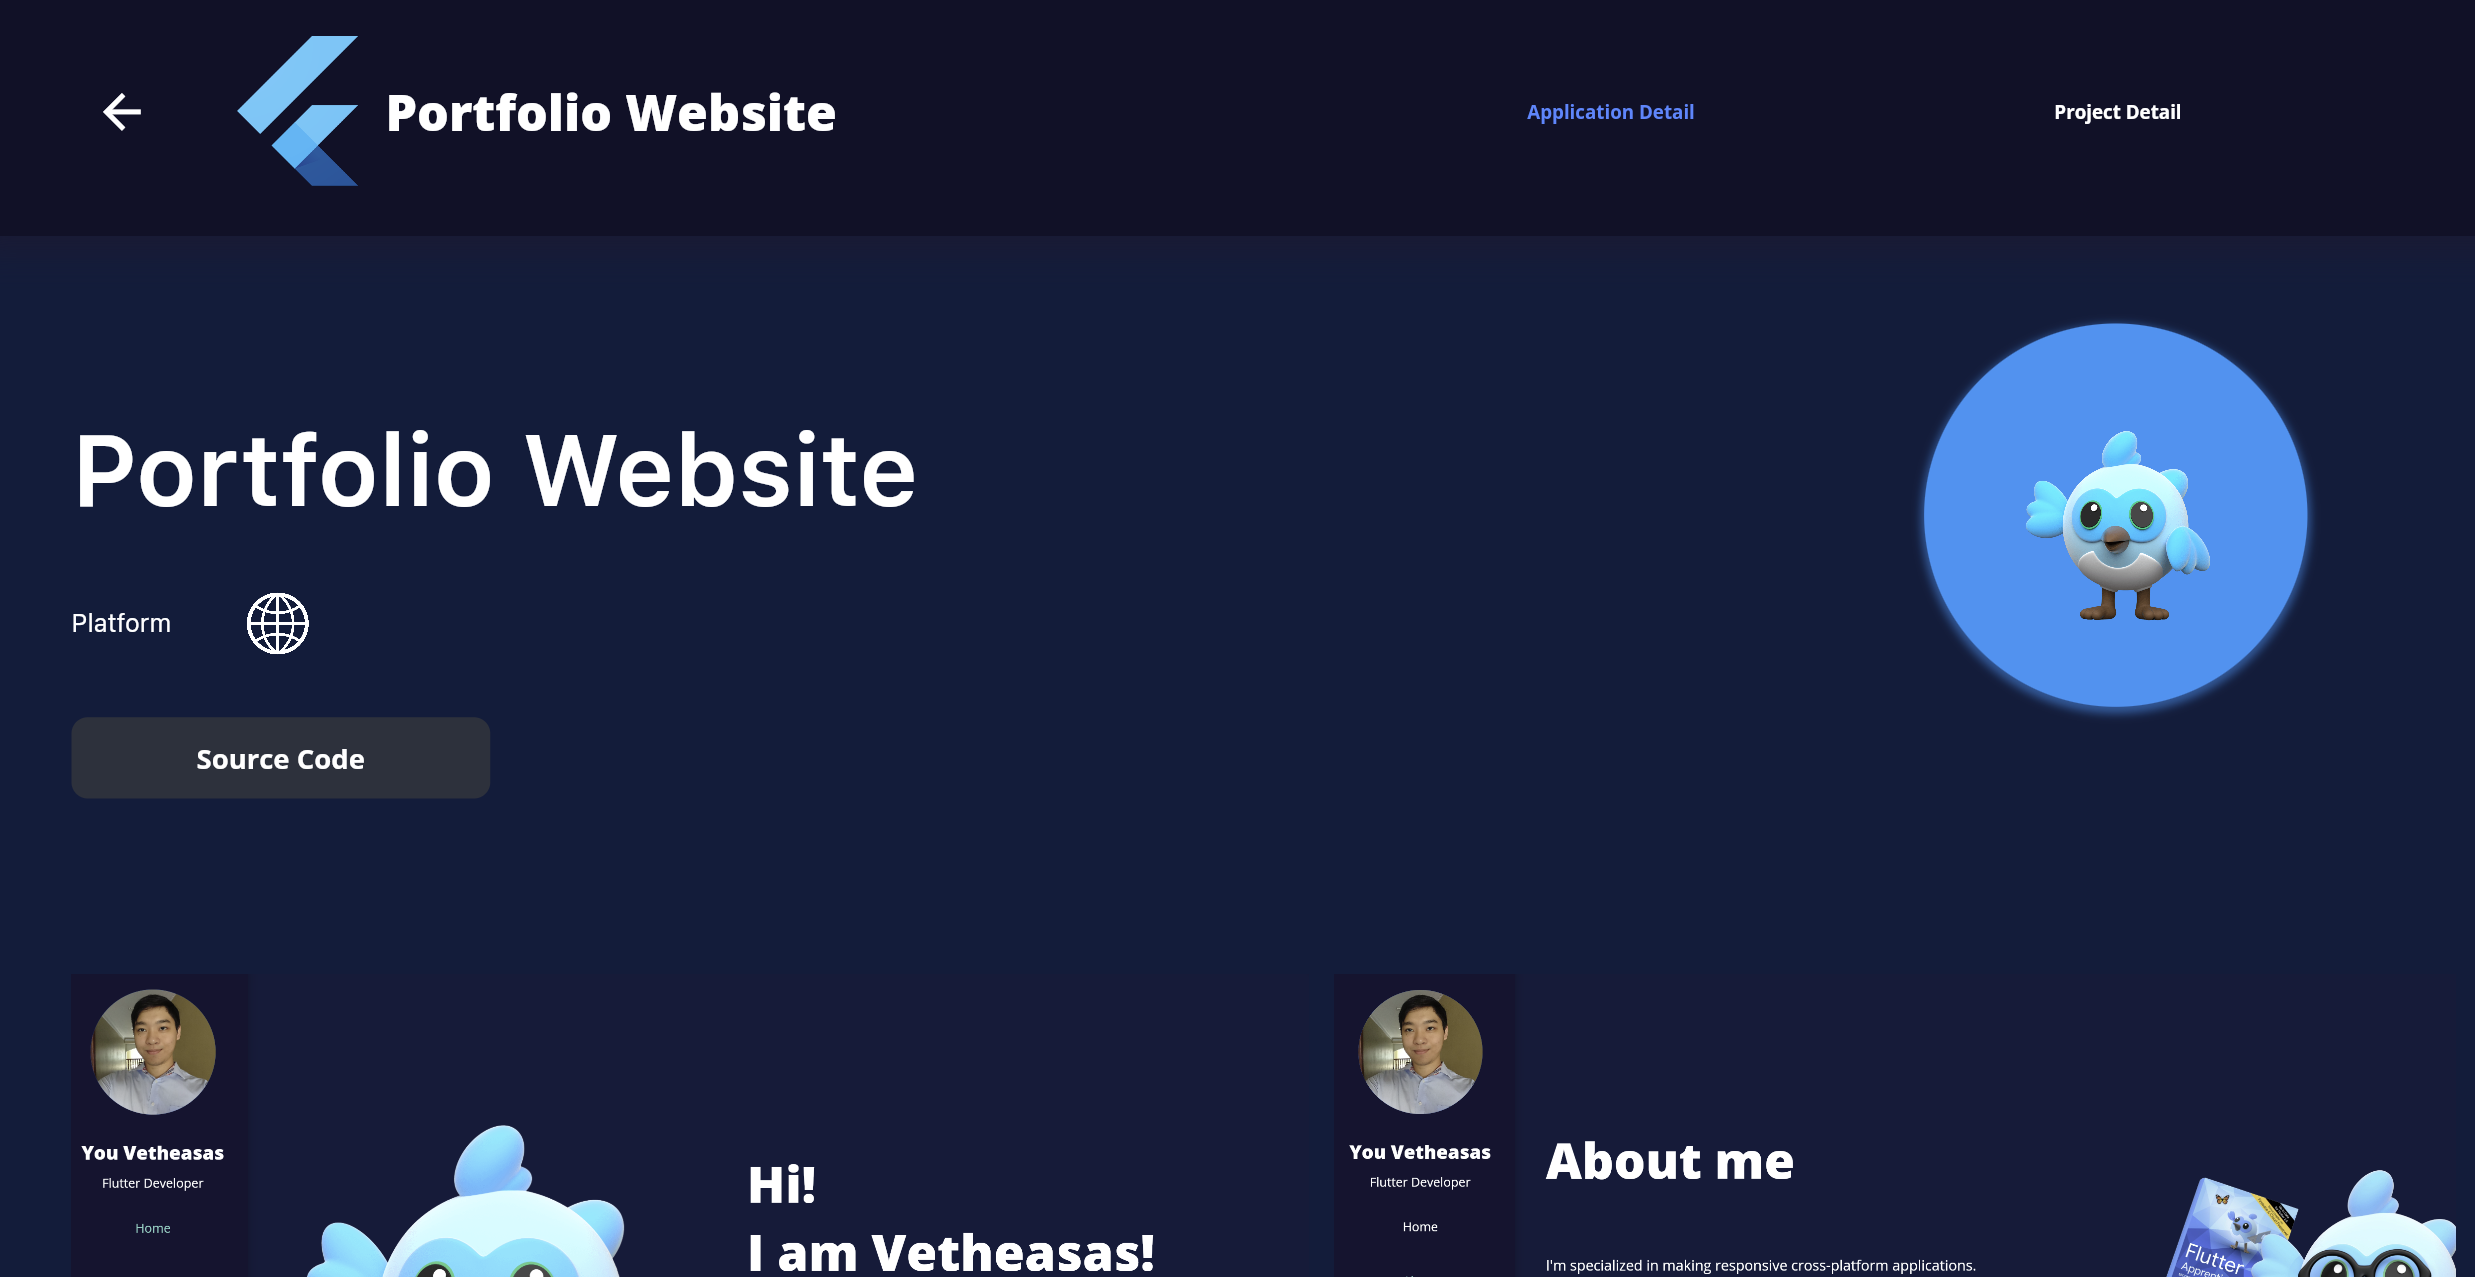 Portfolio Website
Application Detail
Project Detail
Portfolio Website
Platform
Source Code
You Vetheasas
Flutter Developer
Home
Hi!
I am Vetheasas!
You Vetheasas
Flutter Developer
Home
About me
I'm specialized in making responsive cross-platform applications.
Flutter